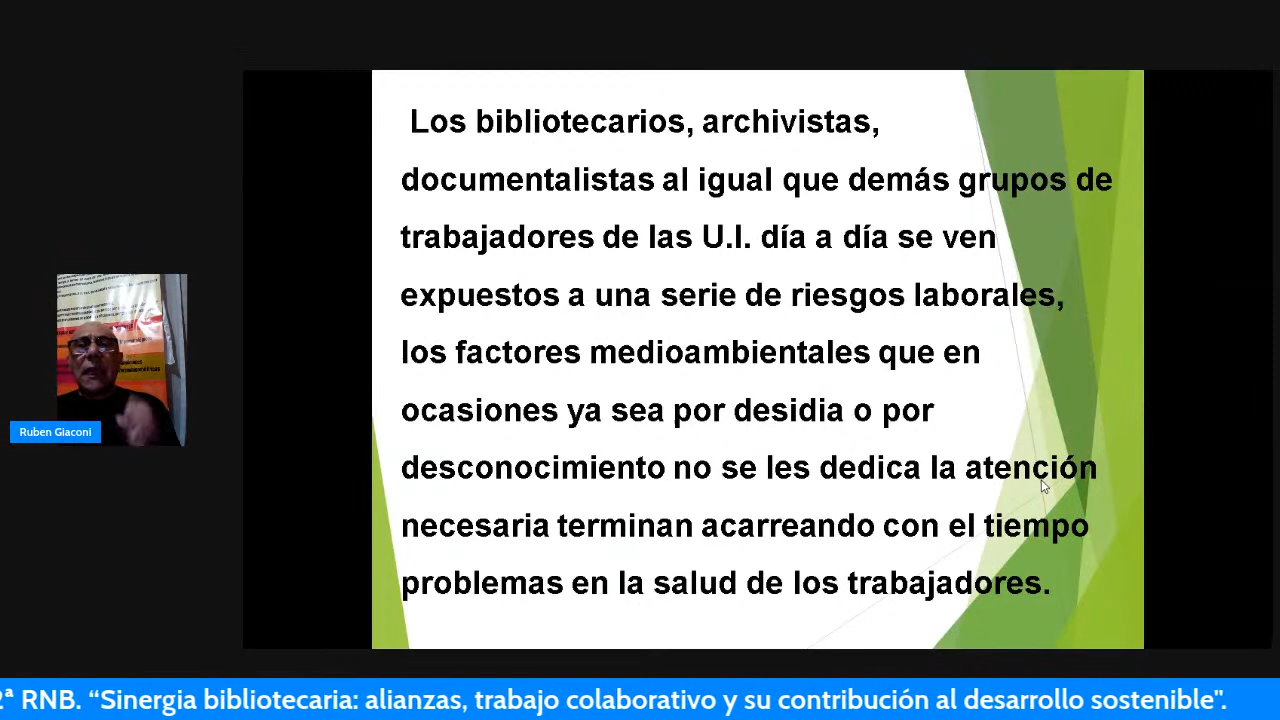 Los bibliotecarios, archivistas,
documentalistas al igual que demás grupos de
trabajadores de las U.I. día a día se ven
expuestos a una serie de riesgos laborales,
los factores medioambientales que en
ocasiones ya sea por desidia o por
desconocimiento no se les dedica la atención
necesaria terminan acarreando con el tiempo
problemas en la salud de los trabajadores.
Ruben Giaconi
2ª RNB. “Sinergia bibliotecaria: alianzas, trabajo colaborativo y su contribución al desarrollo sostenible".